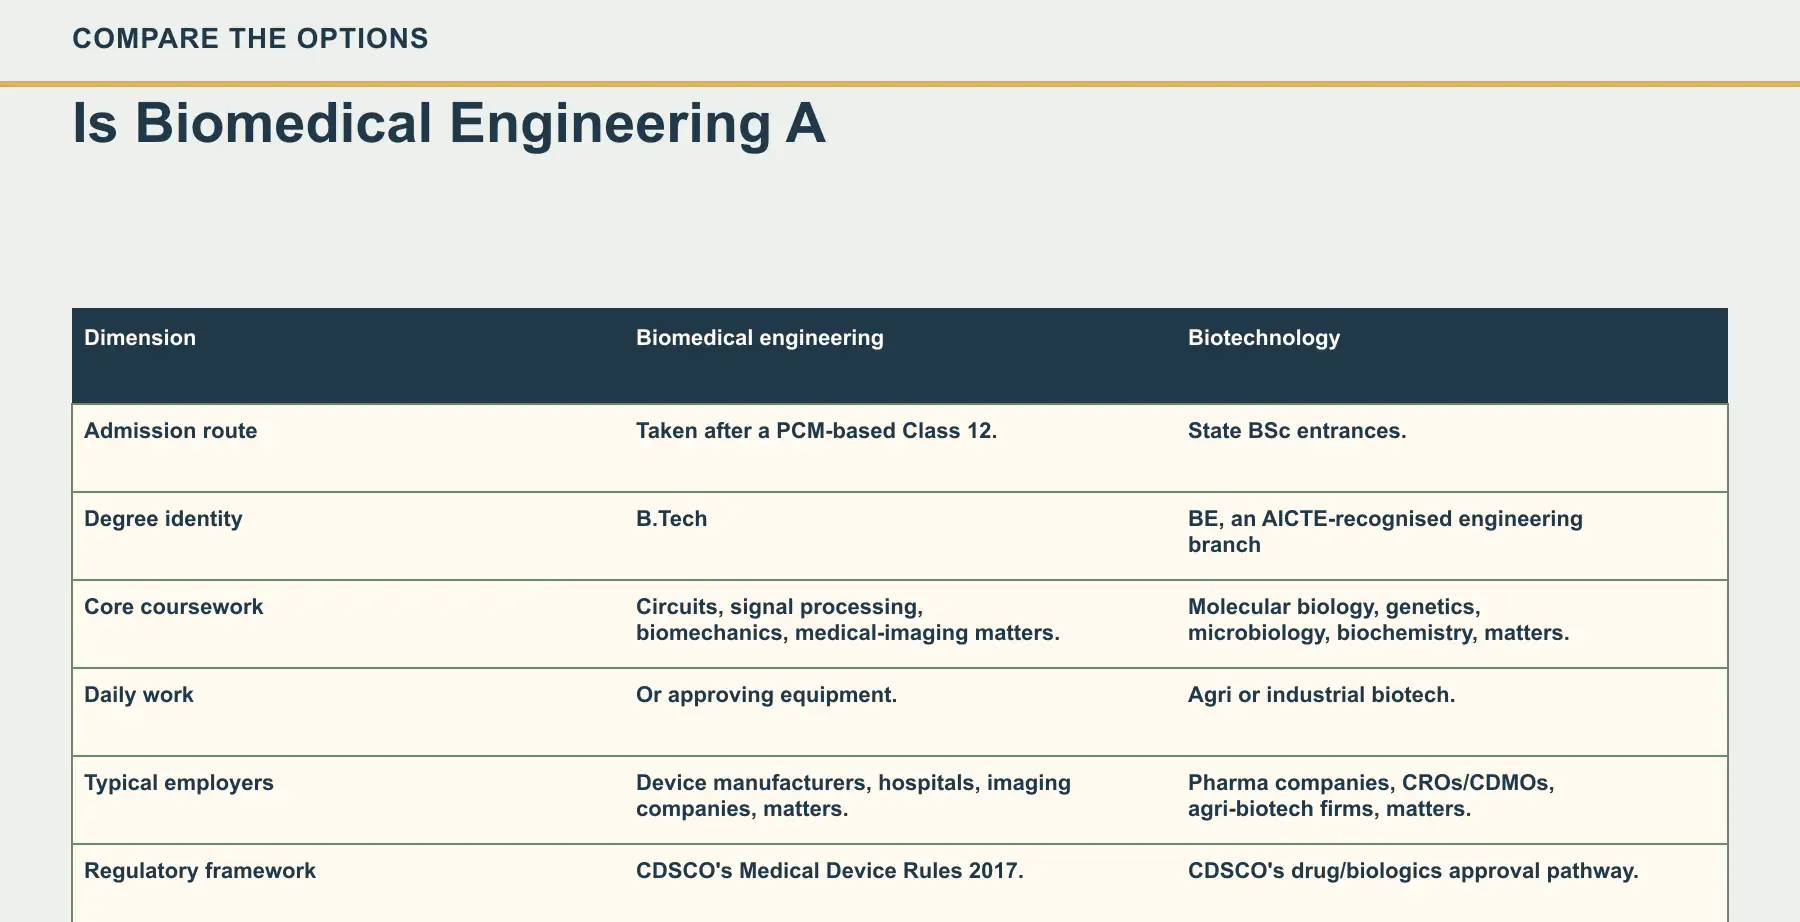 COMPARE THE OPTIONS
Is Biomedical Engineering A
Dimension
Biomedical engineering
Biotechnology
Admission route
Taken after a PCM-based Class 12.
State BSc entrances.
Degree identity
B.Tech
BE, an AICTE-recognised engineering
branch
Core coursework
Circuits, signal processing,
biomechanics, medical-imaging matters.
Molecular biology, genetics,
microbiology, biochemistry, matters.
Daily work
Or approving equipment.
Agri or industrial biotech.
Typical employers
Device manufacturers, hospitals, imaging
companies, matters.
Pharma companies, CROs/CDMOs,
agri-biotech firms, matters.
Regulatory framework
CDSCO's Medical Device Rules 2017.
CDSCO's drug/biologics approval pathway.